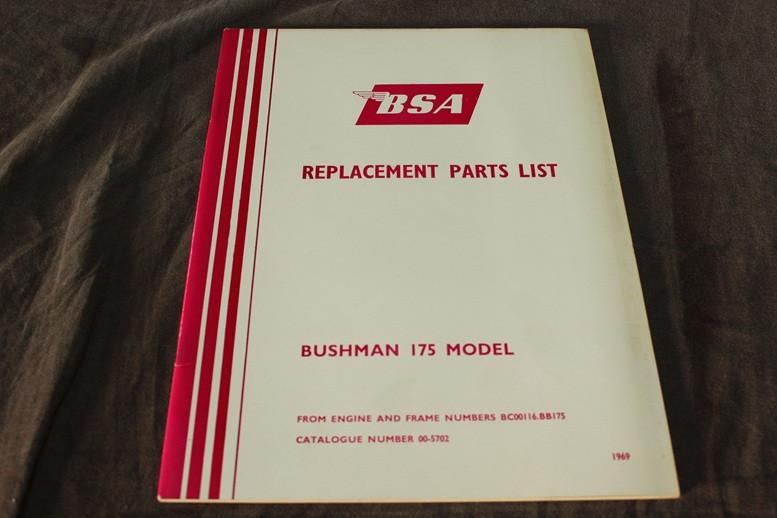 BSA
REPLACEMENT PARTS LIST
BUSHMAN 175 MODEL
FROM ENGINE AND FRAME NUMBERS BC00116.BB175
CATALOGUE NUMBER 00-5702
1969